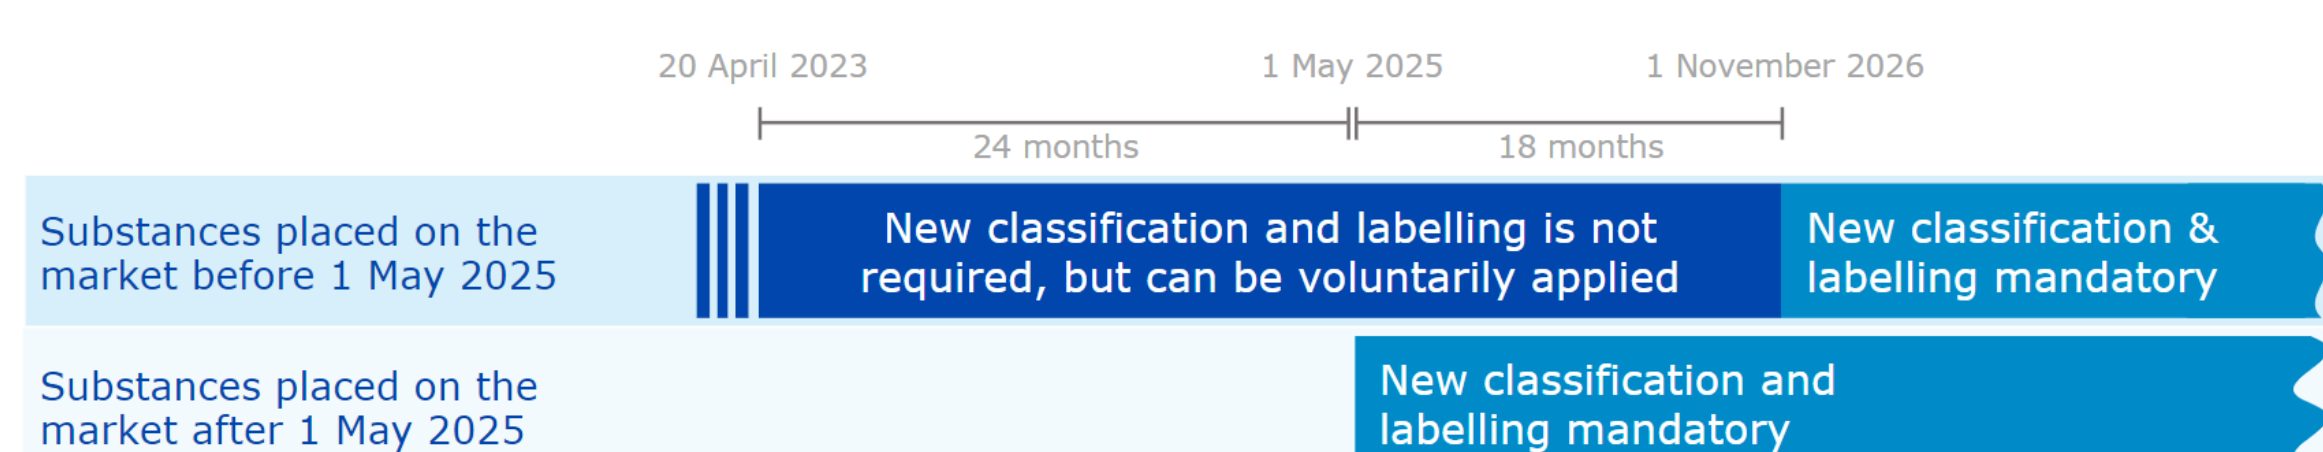 20 April 2023
1 May 2025
1 November 2026
24 months
18 months
Substances placed on the
market before 1 May 2025
New classification and labelling is not
required, but can be voluntarily applied
New classification &
labelling mandatory
Substances placed on the
market after 1 May 2025
New classification and
labelling mandatory